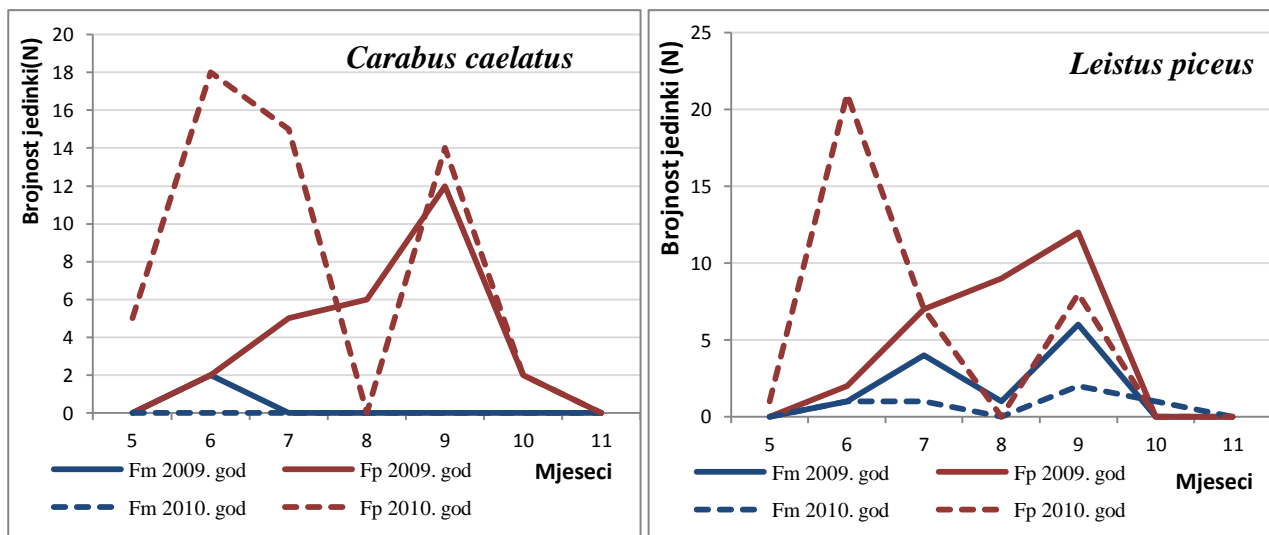 Carabus caelatus
Brojnost jedinki(N)
20
18
16
14
12
10
8
6
4
2
0
5 6 7 8 9 10 11
Mjeseci
Fm 2009. god Fp 2009. god
Fm 2010. god Fp 2010. god
Leistus piceus
Brojnost jedinki (N)
25
20
15
10
5
0
5 6 7 8 9 10 11
Mjeseci
Fm 2009. god Fp 2009. god
Fm 2010. god Fp 2010. god